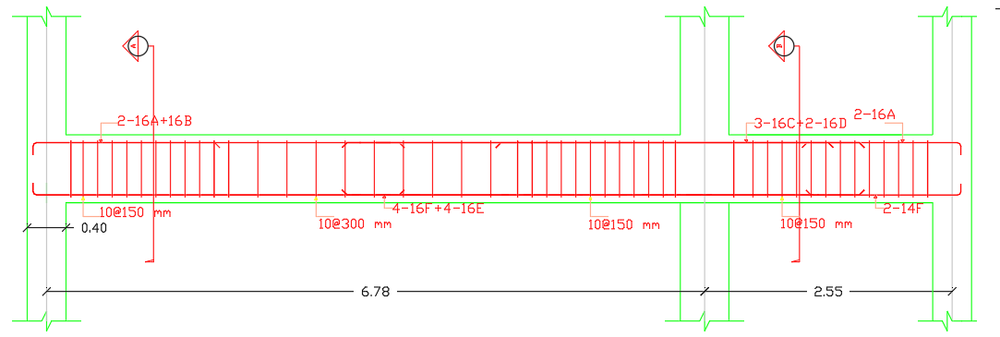 A
B
2-16A+16B
3-16C+2-16D
2-16A
10@150 mm
10@300 mm
4-16F+4-16E
10@150 mm
10@150 mm
2-14F
0.40
6.78
2.55